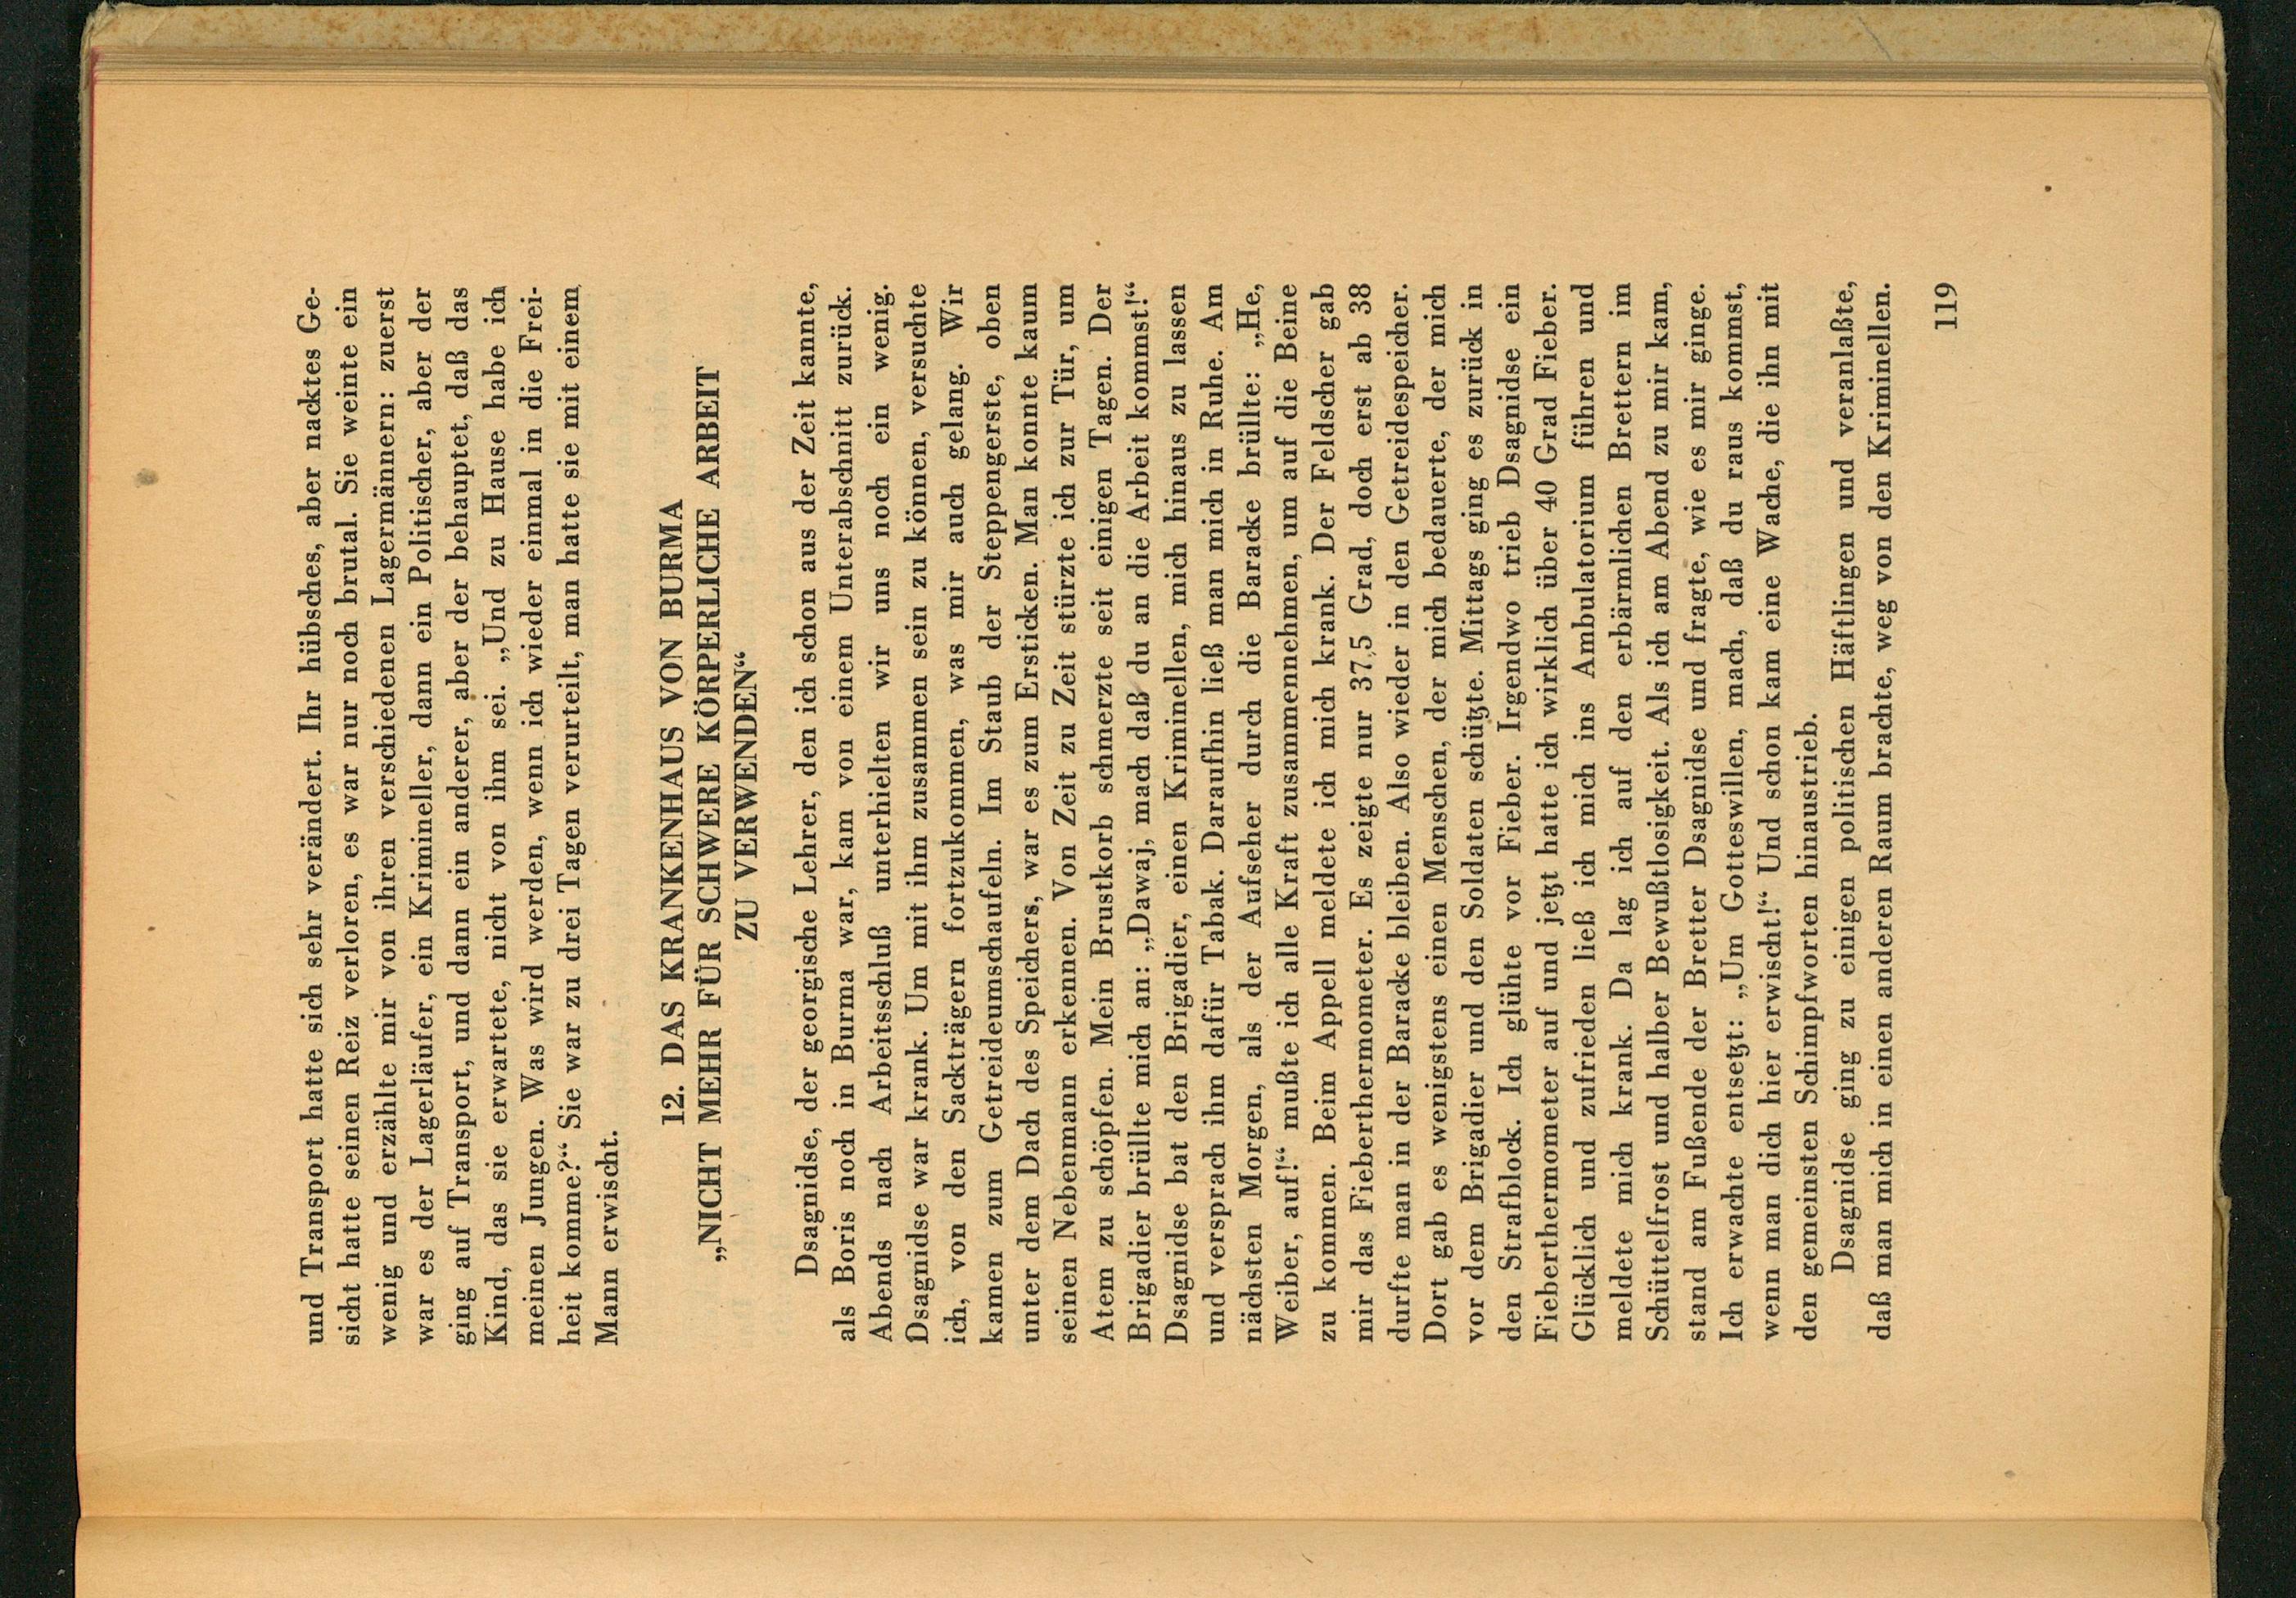 und Transport hatte sich sehr verändert. Ihr hübsches, aber nacktes Ge-
sicht hatte seinen Reiz verloren, es war nur noch brutal. Sie weinte ein
wenig und erzählte mir von ihren verschiedenen Lagermännern: zuerst
war es der Lagerläufer, ein Krimineller, dann ein Politischer, aber der
ging auf Transport, und dann ein anderer, aber der behauptet, daß das
Kind, das sie erwartete, nicht von ihm sei. „Und zu Hause habe ich
meinen Jungen. Was wird werden, wenn ich wieder einmal in die Frei-
heit komme?“ Sie war zu drei Tagen verurteilt, man hatte sie mit einem
Mann erwischt.
12. DAS KRANKENHAUS VON BURMA
„NICHT MEHR FÜR SCHWERE KÖRPERLICHE ARBEIT
ZU VERWENDEN“
Dsagnidse, der georgische Lehrer, den ich schon aus der Zeit kannte,
als Boris noch in Burma war, kam von einem Unterabschnitt zurück.
Abends nach Arbeitsschluß unterhielten wir uns noch ein wenig.
Dsagnidse war krank. Um mit ihm zusammen sein zu können, versuchte
ich, von den Sackträgern fortzukommen, was mir auch gelang. Wir
kamen zum Getreideumschaufeln. Im Staub der Steppengerste, oben
unter dem Dach des Speichers, war es zum Ersticken. Man konnte kaum
seinen Nebenmann erkennen. Von Zeit zu Zeit stürzte ich zur Tür, um
Atem zu schöpfen. Mein Brustkorb schmerzte seit einigen Tagen. Der
Brigadier brüllte mich an: „Dawaj, mach daß du an die Arbeit kommst!“
Dsagnidse bat den Brigadier, einen Kriminellen, mich hinaus zu lassen
und versprach ihm dafür Tabak. Daraufhin ließ man mich in Ruhe. Am
nächsten Morgen, als der Aufseher durch die Baracke brüllte: „He,
Weiber, auf!“ mußte ich alle Kraft zusammennehmen, um auf die Beine
zu kommen. Beim Appell meldete ich mich krank. Der Feldscher gab
mir das Fieberthermometer. Es zeigte nur 37,5 Grad, doch erst ab 38
durfte man in der Baracke bleiben. Also wieder in den Getreidespeicher.
Dort gab es wenigstens einen Menschen, der mich bedauerte, der mich
vor dem Brigadier und den Soldaten schützte. Mittags ging es zurück in
den Strafblock. Ich glühte vor Fieber. Irgendwo trieb Dsagnidse ein
Fieberthermometer auf und jetzt hatte ich wirklich über 40 Grad Fieber.
Glücklich und zufrieden ließ ich mich ins Ambulatorium führen und
meldete mich krank. Da lag ich auf den erbärmlichen Brettern im
Schüttelfrost und halber Bewußtlosigkeit. Als ich am Abend zu mir kam,
stand am Fußende der Bretter Dsagnidse und fragte, wie es mir ginge.
Ich erwachte entsetzt: „Um Gotteswillen, mach, daß du raus kommst,
wenn man dich hier erwischt!“ Und schon kam eine Wache, die ihn mit
den gemeinsten Schimpfworten hinaustrieb.
Dsagnidse ging zu einigen politischen Häftlingen und veranlaßte,
daß man mich in einen anderen Raum brachte, weg von den Kriminellen.
119